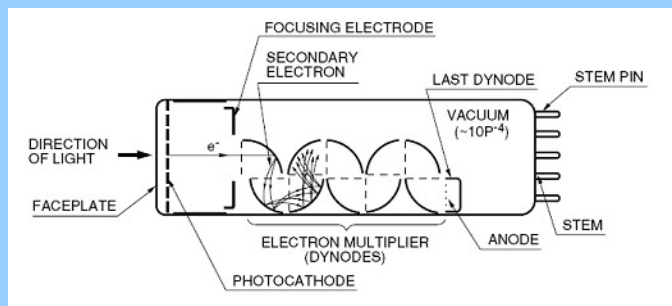 FOCUSING ELECTRODE
SECONDARY
ELECTRON
LAST DYNODE
STEM PIN
VACUUM
(~10P⁻⁴)
DIRECTION
OF LIGHT
e⁻
FACEPLATE
STEM
ELECTRON MULTIPLIER
(DYNODES)
ANODE
PHOTOCATHODE